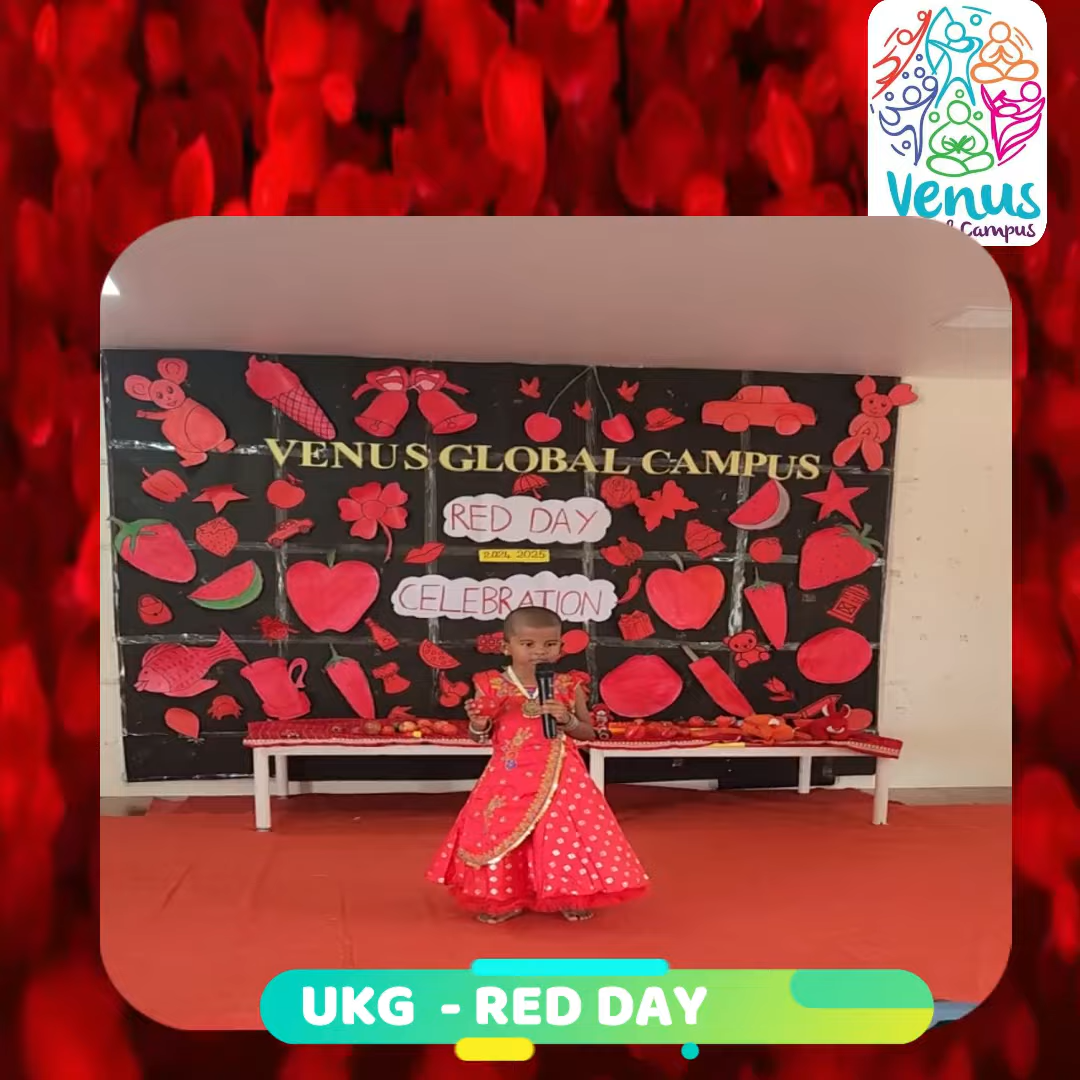 Venus
Campus
VENUS GLOBAL CAMPUS
RED DAY
2024 2025
CELEBRATION
UKG - RED DAY